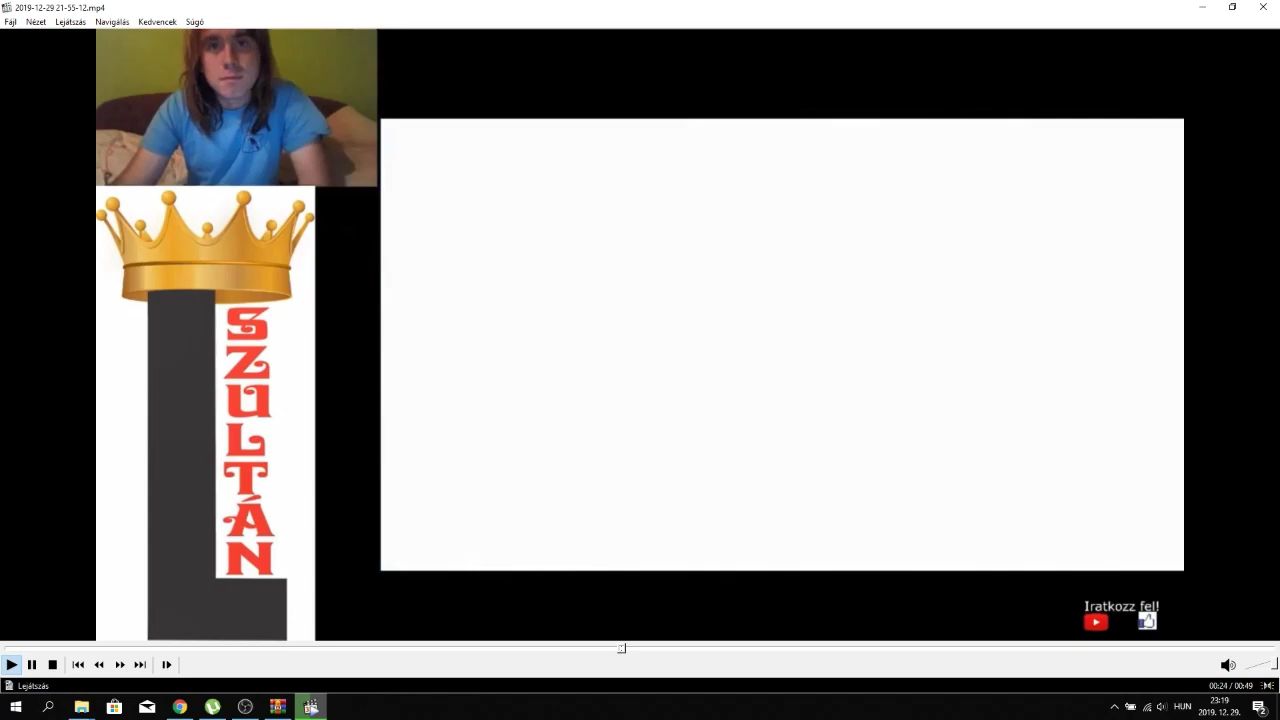 2019-12-29 21-55-12.mp4
Fájl Nézet Lejátszás Navigálás Kedvencek Súgó
SZULTÁN
Iratkozz fel!
Lejátszás
00:24 / 00:49
HUN
23:19
2019. 12. 29.
2